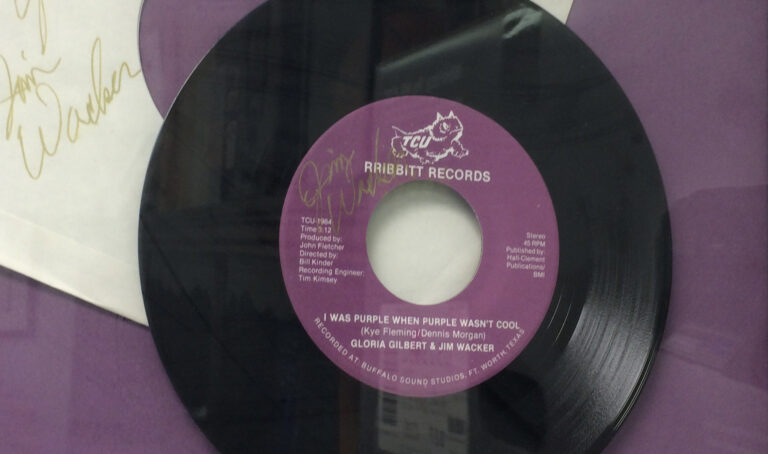 Jim
Wacker
TCU
RRIBBITT RECORDS
Jim
Wacker
TCU-1984
Time 3:12
Produced by:
John Fletcher
Directed by:
Bill Kinder
Recording Engineer:
Tim Kimsey
Stereo
45 RPM
Published by:
Hall-Clement
Publications/
BMI
I WAS PURPLE WHEN PURPLE WASN'T COOL
(Kye Fleming/Dennis Morgan)
GLORIA GILBERT & JIM WACKER
RECORDED AT: BUFFALO SOUND STUDIOS, FT. WORTH, TEXAS